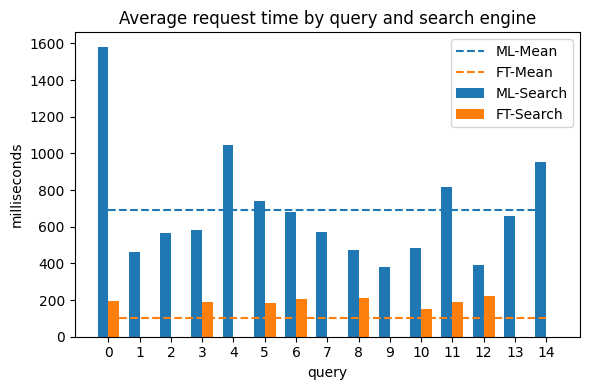 Average request time by query and search engine
ML-Mean
FT-Mean
ML-Search
FT-Search
milliseconds
1600
1400
1200
1000
800
600
400
200
0
0 1 2 3 4 5 6 7 8 9 10 11 12 13 14
query